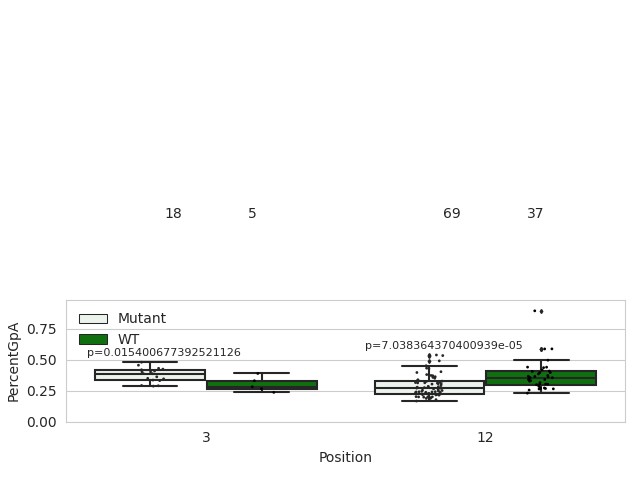 18 5 69 37
Mutant
WT
p=0.015400677392521126
p=7.038364370400939e-05
PercentGpA
0.75
0.50
0.25
0.00
3 12
Position